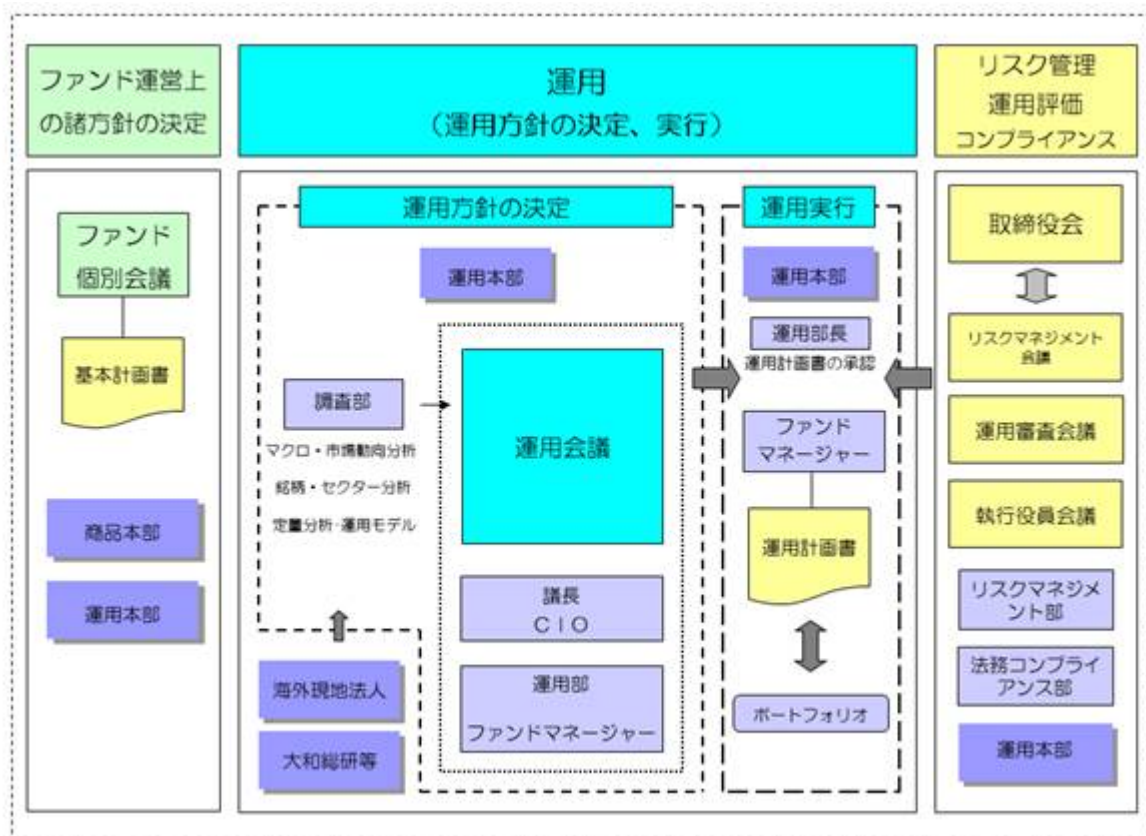 ファンド運営上
の諸方針の決定
運用
（運用方針の決定、実行）
リスク管理
運用評価
コンプライアンス
ファンド
個別会議
基本計画書
商品本部
運用本部
運用方針の決定
運用本部
調査部
マクロ・市場動向分析
銘柄・セクター分析
定量分析・運用モデル
運用会議
議長
ＣＩＯ
運用部
ファンドマネージャー
海外現地法人
大和総研等
運用実行
運用本部
運用部長
運用計画書の承認
ファンド
マネージャー
運用計画書
ポートフォリオ
取締役会
リスクマネジメント
会議
運用審査会議
執行役員会議
リスクマネジメ
ント部
法務コンプライ
アンス部
運用本部